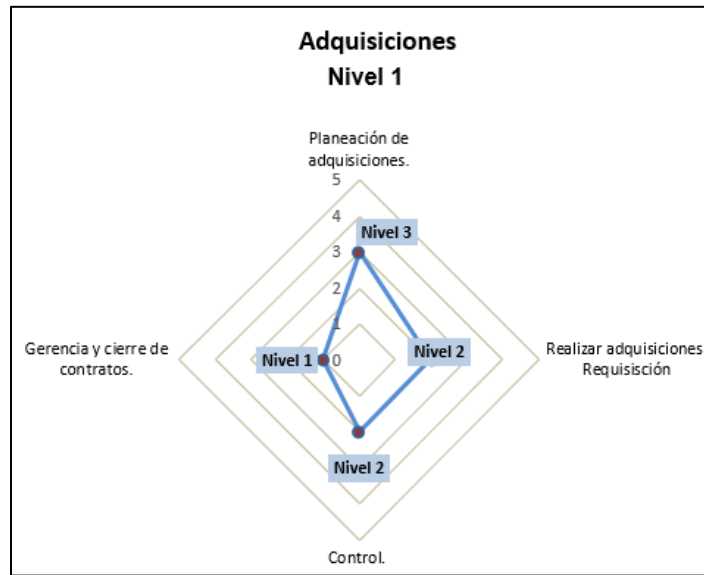 Adquisiciones
Nivel 1
Planeación de
adquisiciones.
5
4
Nivel 3
3
2
1
Gerencia y cierre de
contratos.
Nivel 1
0
Nivel 2
Realizar adquisiciones
Requisisción
Nivel 2
Control.